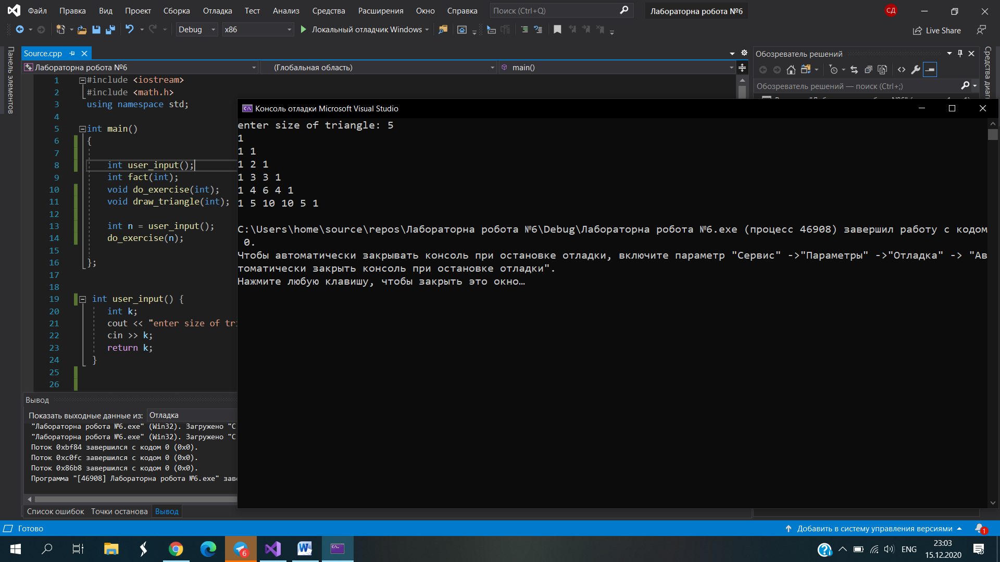 Файл Правка Вид Проект Сборка Отладка Тест Анализ Средства Расширения Окно Справка Поиск (Ctrl+Q) Лабораторна робота №6 СД
Debug x86 Локальный отладчик Windows Live Share
Панель элементов
Source.cpp
Лабораторна робота №6 (Глобальная область) main()
1 #include <iostream>
2 #include <math.h>
3 using namespace std;
4
5 int main()
6 {
7
8 int user_input();
9 int fact(int);
10 void do_exercise(int);
11 void draw_triangle(int);
12
13 int n = user_input();
14 do_exercise(n);
15
16 };
17
18
19 int user_input() {
20 int k;
21 cout << "enter size of tri
22 cin >> k;
23 return k;
24 }
25
26
Обозреватель решений
Обозреватель решений — поиск (Ctrl+;)
Средства диаг
Консоль отладки Microsoft Visual Studio
enter size of triangle: 5
1
1 1
1 2 1
1 3 3 1
1 4 6 4 1
1 5 10 10 5 1
C:\Users\home\source\repos\Лабораторна робота №6\Debug\Лабораторна робота №6.exe (процесс 46908) завершил работу с кодом
0.
Чтобы автоматически закрывать консоль при остановке отладки, включите параметр "Сервис" ->"Параметры" ->"Отладка" -> "Ав
томатически закрыть консоль при остановке отладки".
Нажмите любую клавишу, чтобы закрыть это окно…
Вывод
Показать выходные данные из: Отладка
"Лабораторна робота №6.exe" (Win32). Загружено "C
"Лабораторна робота №6.exe" (Win32). Загружено "C
Поток 0xbf84 завершился с кодом 0 (0x0).
Поток 0xc0fc завершился с кодом 0 (0x0).
Поток 0x86b8 завершился с кодом 0 (0x0).
Программа "[46908] Лабораторна робота №6.exe" зав
Список ошибок Точки останова Вывод
Готово Добавить в систему управления версиями 1
6 ENG 23:03
15.12.2020